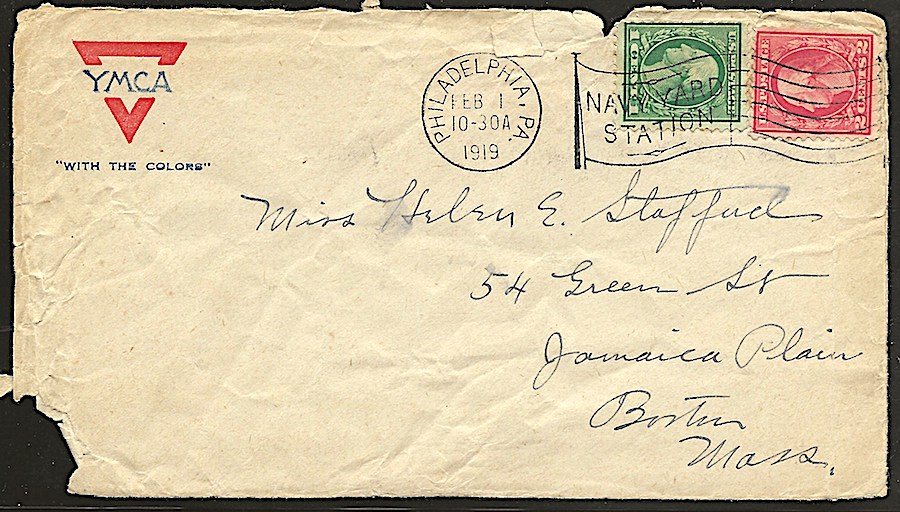 YMCA
"WITH THE COLORS"
PHILADELPHIA, PA.
FEB 1
10-30A
1919
NAVY YARD
STATION
Miss Helen E. Stafford
54 Green St
Jamaica Plain
Boston
Mass.